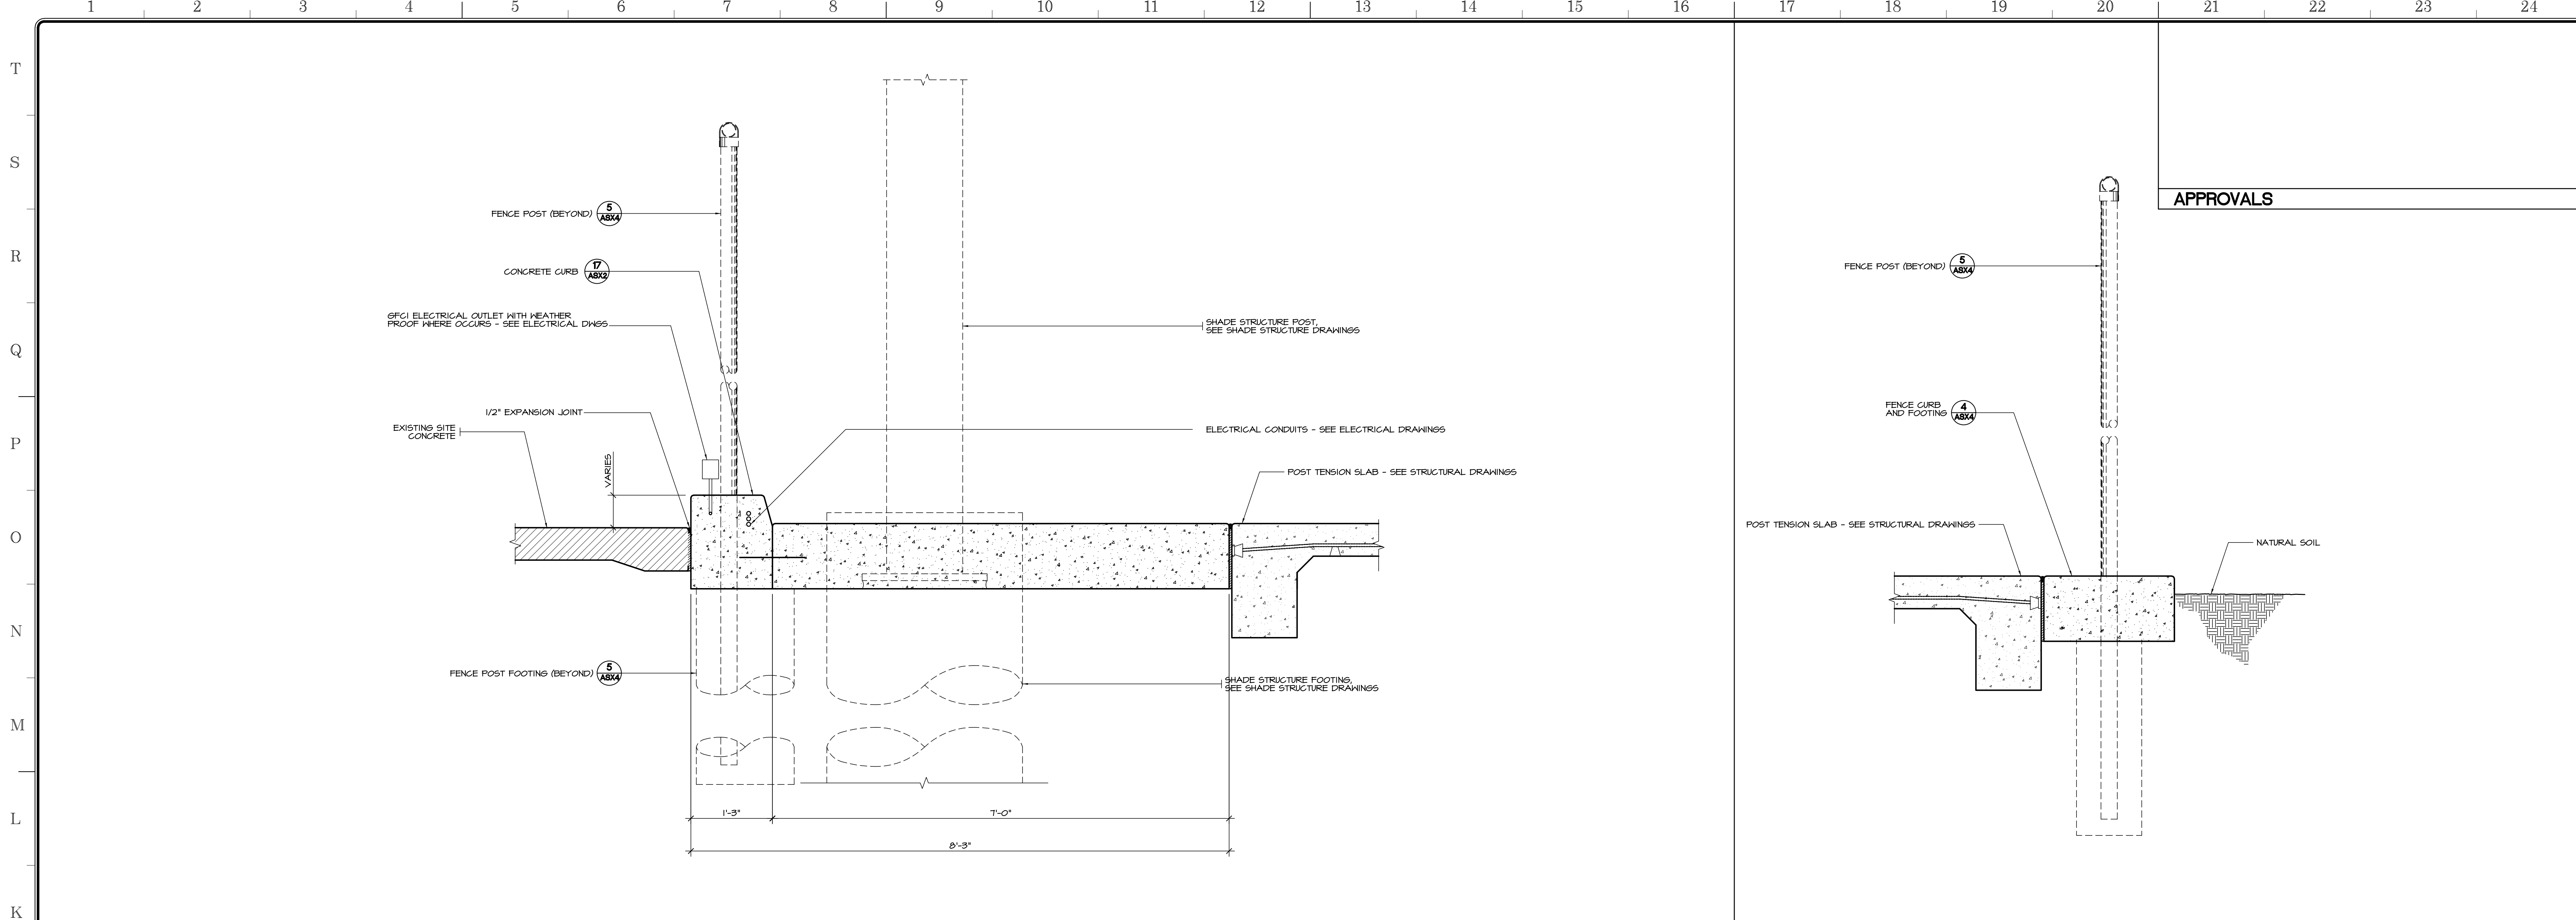 1 2 3 4 5 6 7 8 9 10 11 12 13 14 15 16 17 18 19 20 21 22 23 24
T
S
R
Q
P
O
N
M
L
K
FENCE POST (BEYOND)
5
ASX4
CONCRETE CURB
17
ASX2
GFCI ELECTRICAL OUTLET WITH WEATHER
PROOF WHERE OCCURS - SEE ELECTRICAL DWGS
1/2" EXPANSION JOINT
EXISTING SITE
CONCRETE
VARIES
SHADE STRUCTURE POST,
SEE SHADE STRUCTURE DRAWINGS
ELECTRICAL CONDUITS - SEE ELECTRICAL DRAWINGS
POST TENSION SLAB - SEE STRUCTURAL DRAWINGS
FENCE POST FOOTING (BEYOND)
5
ASX4
SHADE STRUCTURE FOOTING,
SEE SHADE STRUCTURE DRAWINGS
1'-3"
7'-0"
8'-3"
APPROVALS
FENCE POST (BEYOND)
5
ASX4
FENCE CURB
AND FOOTING
4
ASX4
POST TENSION SLAB - SEE STRUCTURAL DRAWINGS
NATURAL SOIL